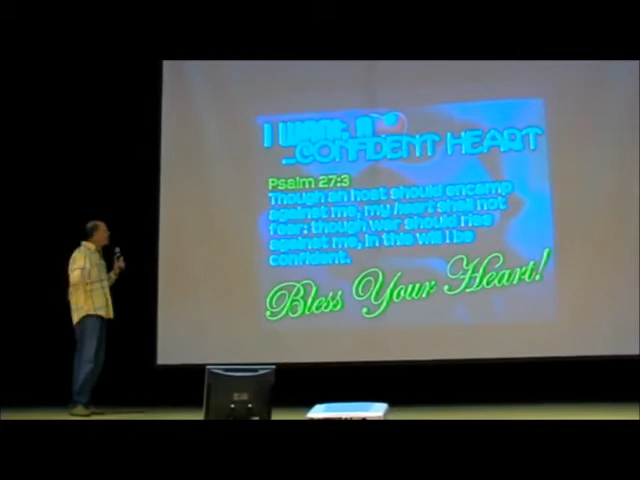 I WANT A
...CONFIDENT HEART
Psalm 27:3
Though an host should encamp
against me, my heart shall not
fear: though war should rise
against me, in this will I be
confident.
Bless Your Heart!